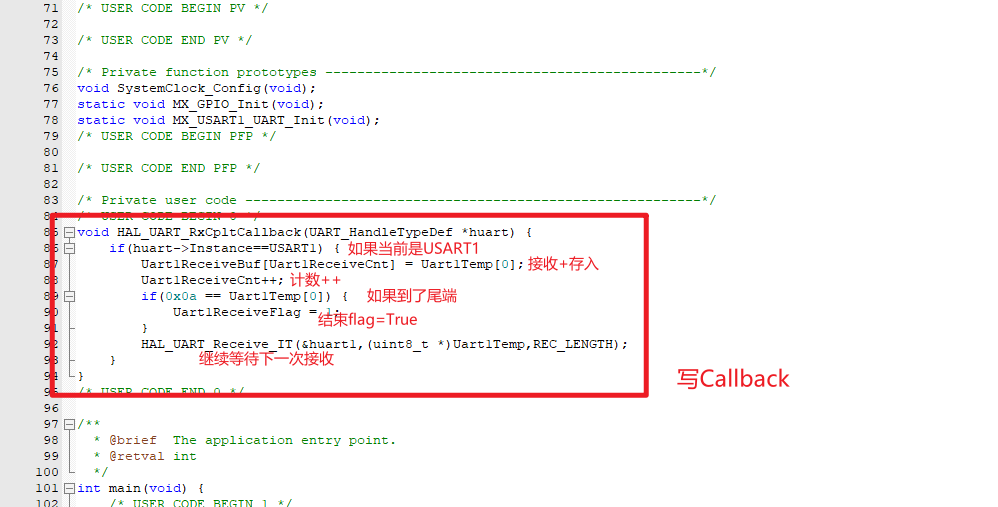 71 /* USER CODE BEGIN PV */
72
73 /* USER CODE END PV */
74
75 /* Private function prototypes -----------------------------------------------*/
76 void SystemClock_Config(void);
77 static void MX_GPIO_Init(void);
78 static void MX_USART1_UART_Init(void);
79 /* USER CODE BEGIN PFP */
80
81 /* USER CODE END PFP */
82
83 /* Private user code ---------------------------------------------------------*/
84 /* USER CODE BEGIN 0 */
85 void HAL_UART_RxCpltCallback(UART_HandleTypeDef *huart) {
86 if(huart->Instance==USART1) { 如果当前是USART1
87 Uart1ReceiveBuf[Uart1ReceiveCnt] = Uart1Temp[0]; 接收+存入
88 Uart1ReceiveCnt++; 计数++
89 if(0x0a == Uart1Temp[0]) { 如果到了尾端
90 Uart1ReceiveFlag = 1;
结束flag=True
91 }
92 HAL_UART_Receive_IT(&huart1,(uint8_t *)Uart1Temp,REC_LENGTH);
93 } 继续等待下一次接收
94 }
写Callback
95 /* USER CODE END 0 */
96
97 /**
98 * @brief The application entry point.
99 * @retval int
100 */
101 int main(void) {
102 /* USER CODE BEGIN 1 */